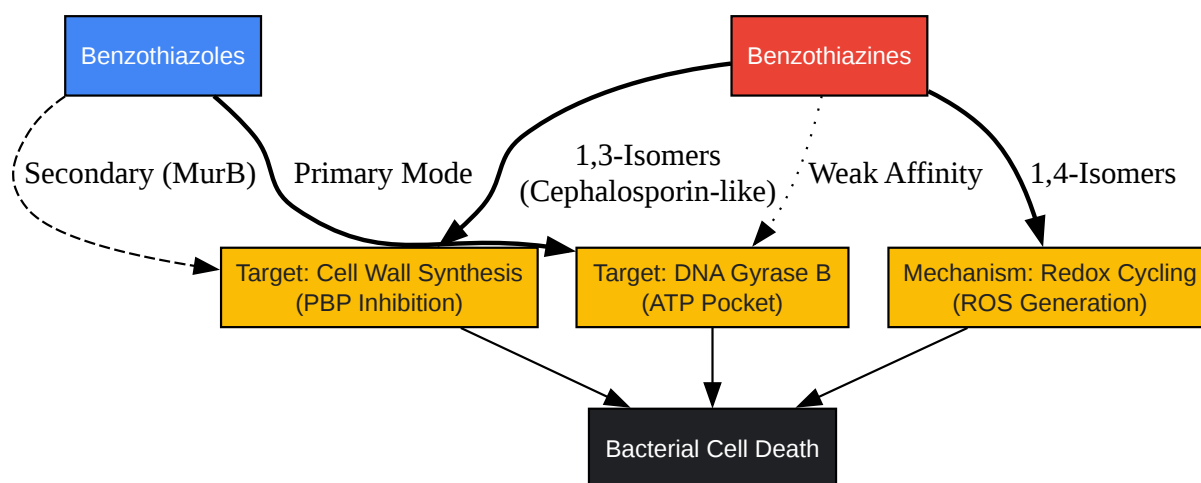 Benzothiazoles
Benzothiazines
Secondary (MurB)
Primary Mode
1,3-Isomers
(Cephalosporin-like)
Weak Affinity
1,4-Isomers
Target: Cell Wall Synthesis
(PBP Inhibition)
Target: DNA Gyrase B
(ATP Pocket)
Mechanism: Redox Cycling
(ROS Generation)
Bacterial Cell Death